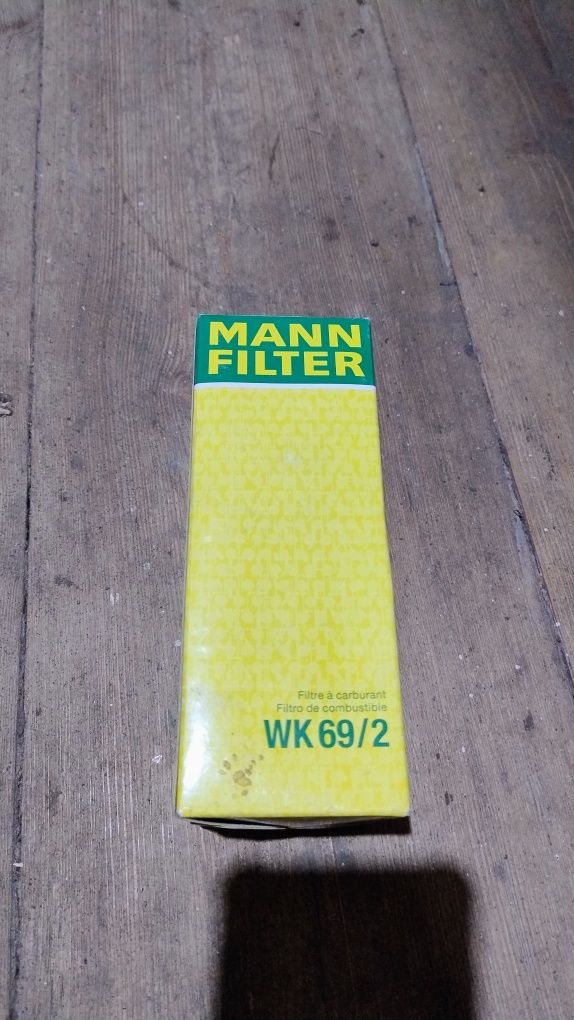 MANN
FILTER
Filtre à carburant
Filtro de combustible
WK 69/2